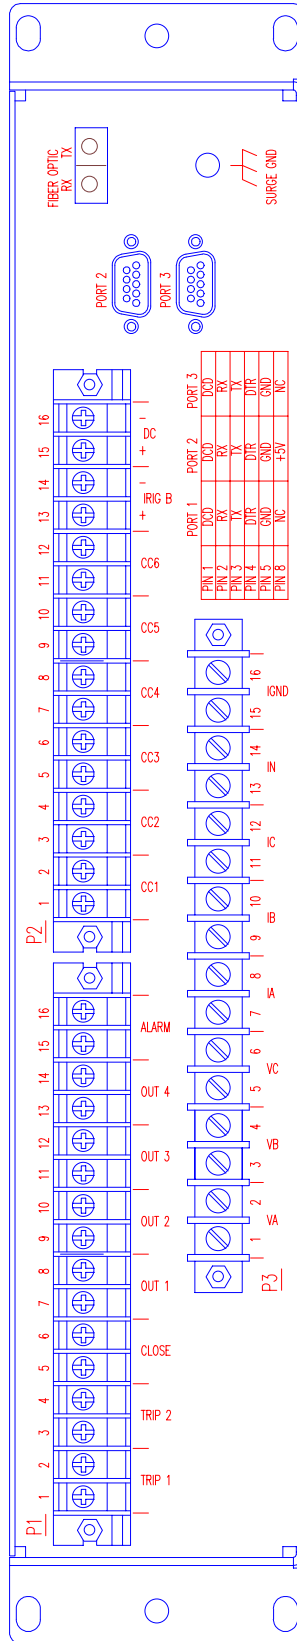 P1
1 2 3 4 5 6 7 8 9 10 11 12 13 14 15 16
TRIP 1 TRIP 2 CLOSE OUT 1 OUT 2 OUT 3 OUT 4 ALARM
P2
1 2 3 4 5 6 7 8 9 10 11 12 13 14 15 16
CC1 CC2 CC3 CC4 CC5 CC6 + IRIG B - + DC -
FIBER OPTIC
RX TX
PORT 2
PORT 3
SURGE GND
PORT 1 PORT 2 PORT 3
PIN 1 DCD DCD DCD
PIN 2 RX RX RX
PIN 3 TX TX TX
PIN 4 DTR DTR DTR
PIN 5 GND GND GND
PIN 8 NC +5V NC
1 2 3 4 5 6 7 8 9 10 11 12 13 14 15 16
VA VB VC IA IB IC IN IGND
P3